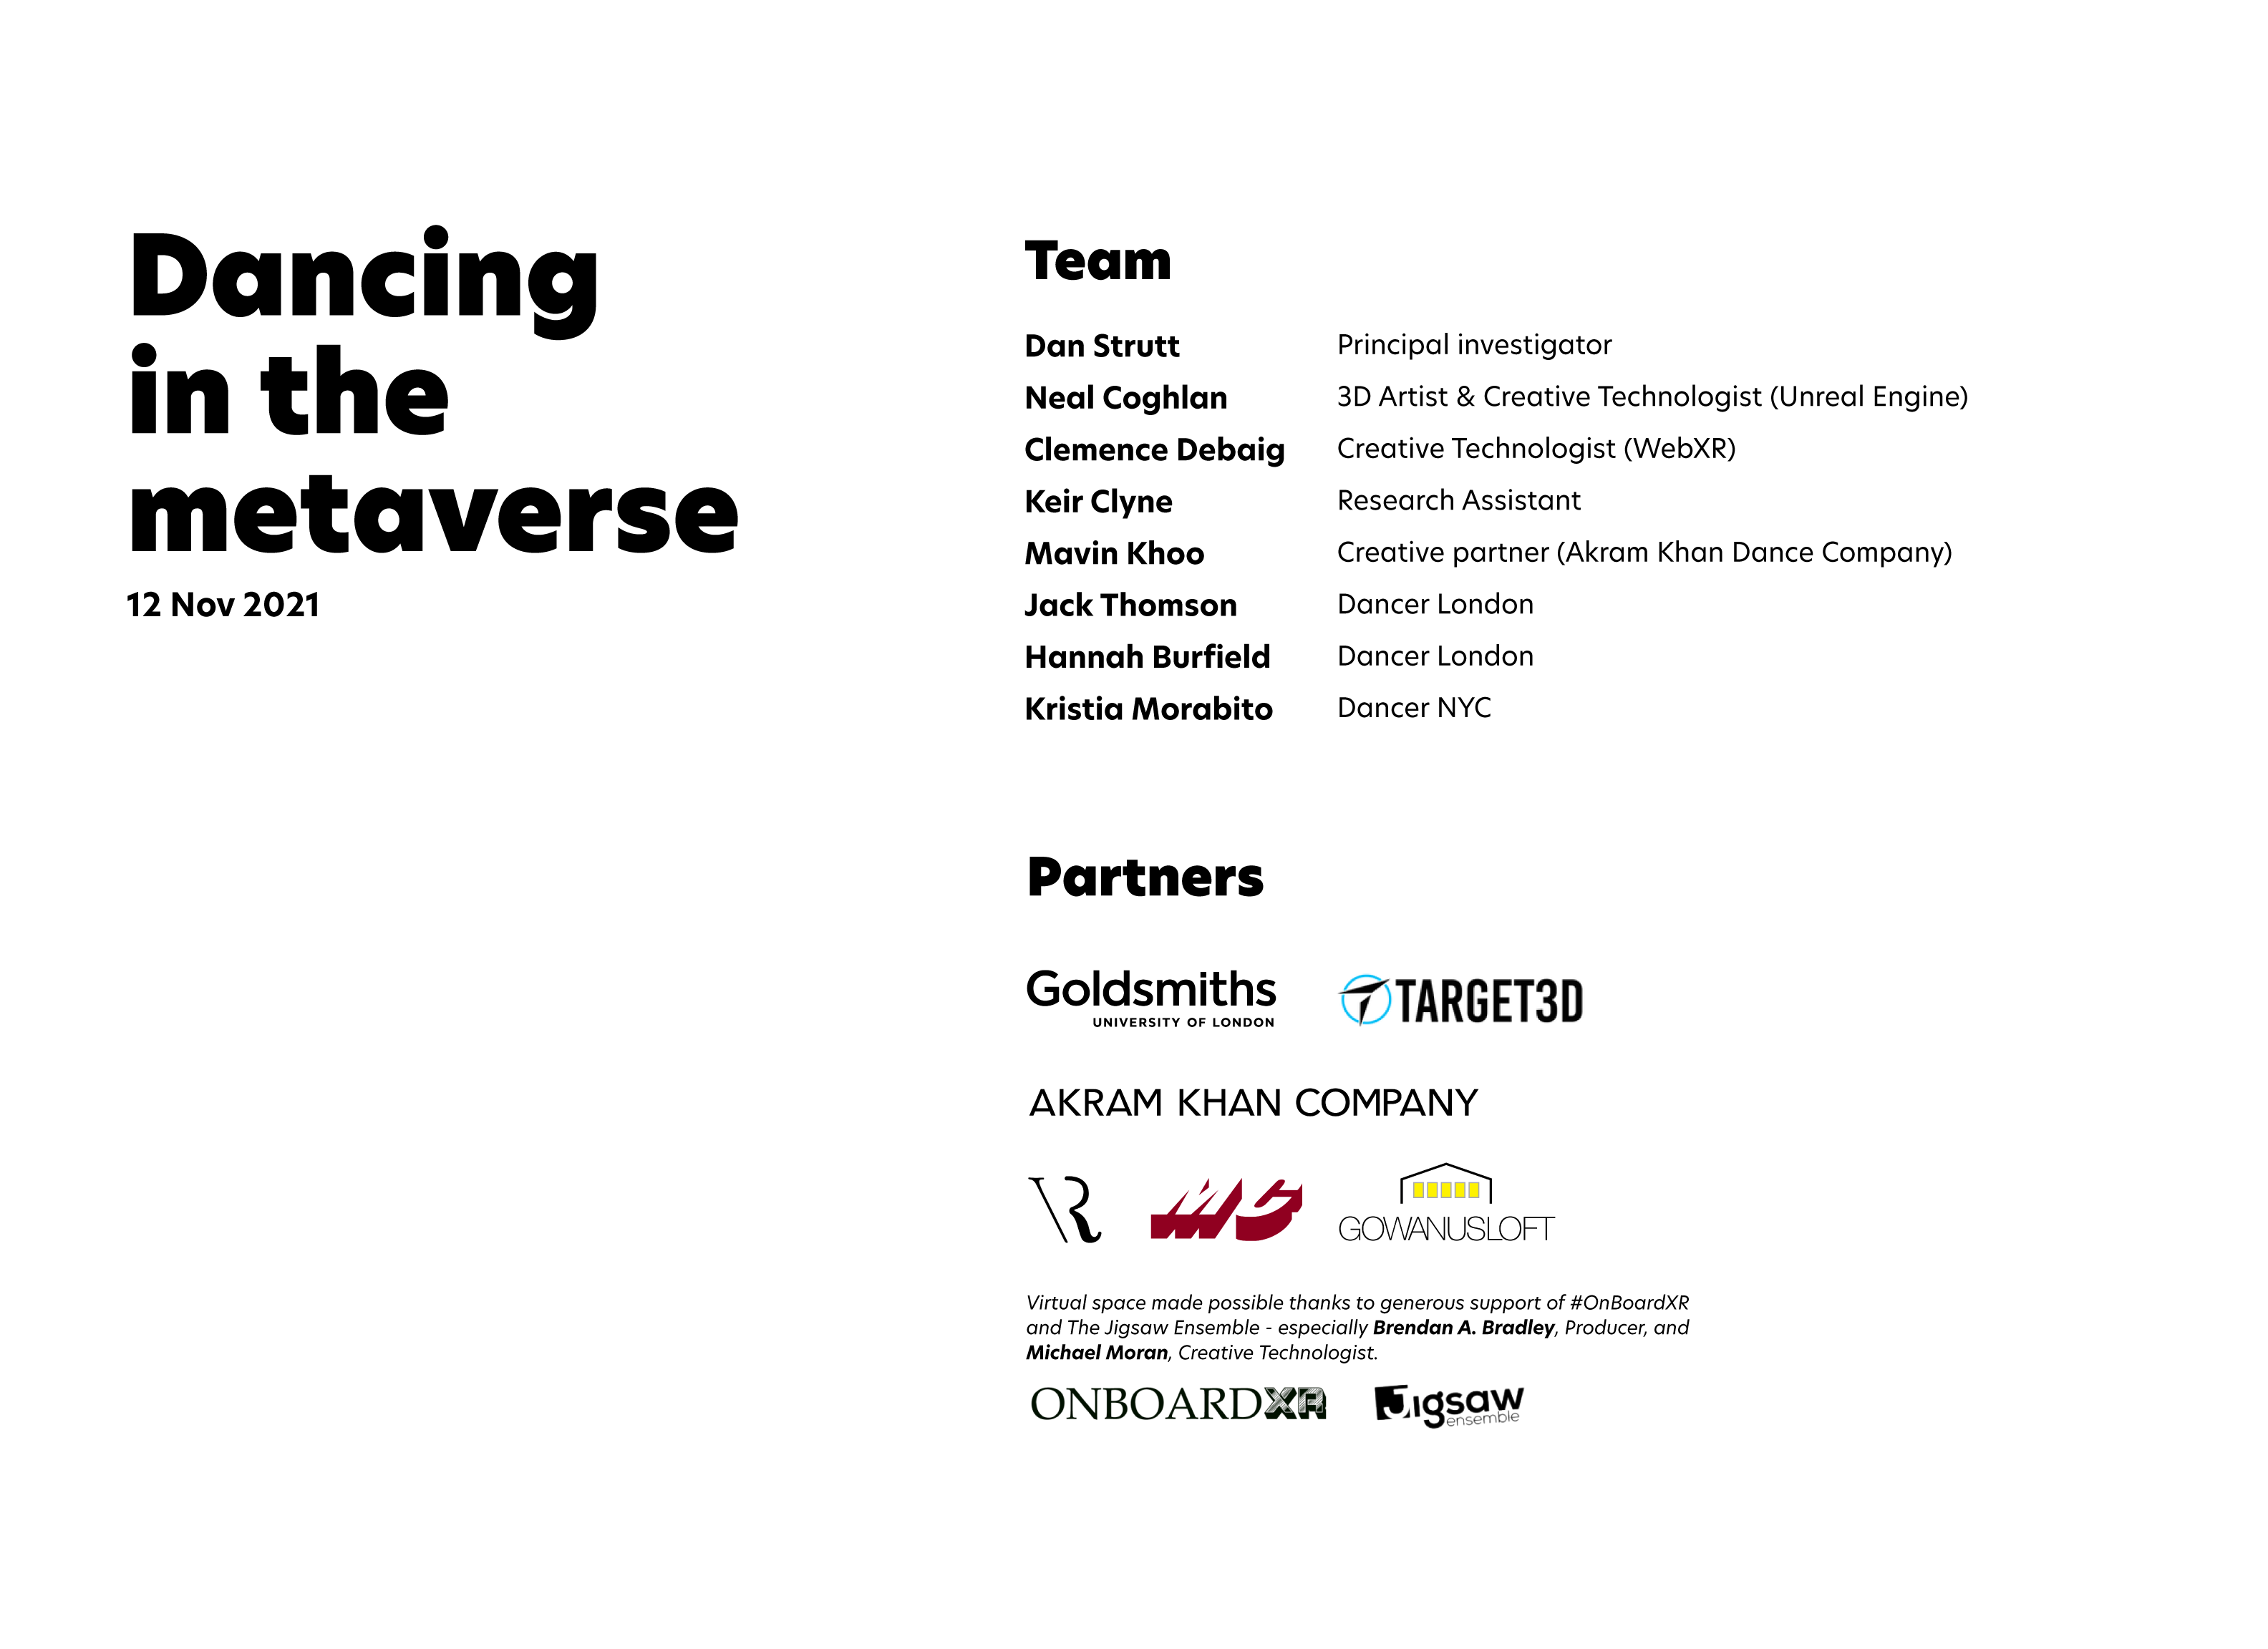 Dancing
in the
metaverse
12 Nov 2021
Team
Dan Strutt Principal investigator
Neal Coghlan 3D Artist & Creative Technologist (Unreal Engine)
Clemence Debaig Creative Technologist (WebXR)
Keir Clyne Research Assistant
Mavin Khoo Creative partner (Akram Khan Dance Company)
Jack Thomson Dancer London
Hannah Burfield Dancer London
Kristia Morabito Dancer NYC
Partners
Goldsmiths
UNIVERSITY OF LONDON
TARGET3D
AKRAM KHAN COMPANY
GOWANUSLOFT
Virtual space made possible thanks to generous support of #OnBoardXR
and The Jigsaw Ensemble - especially Brendan A. Bradley, Producer, and
Michael Moran, Creative Technologist.
ONBOARDXR
Jigsaw
ensemble